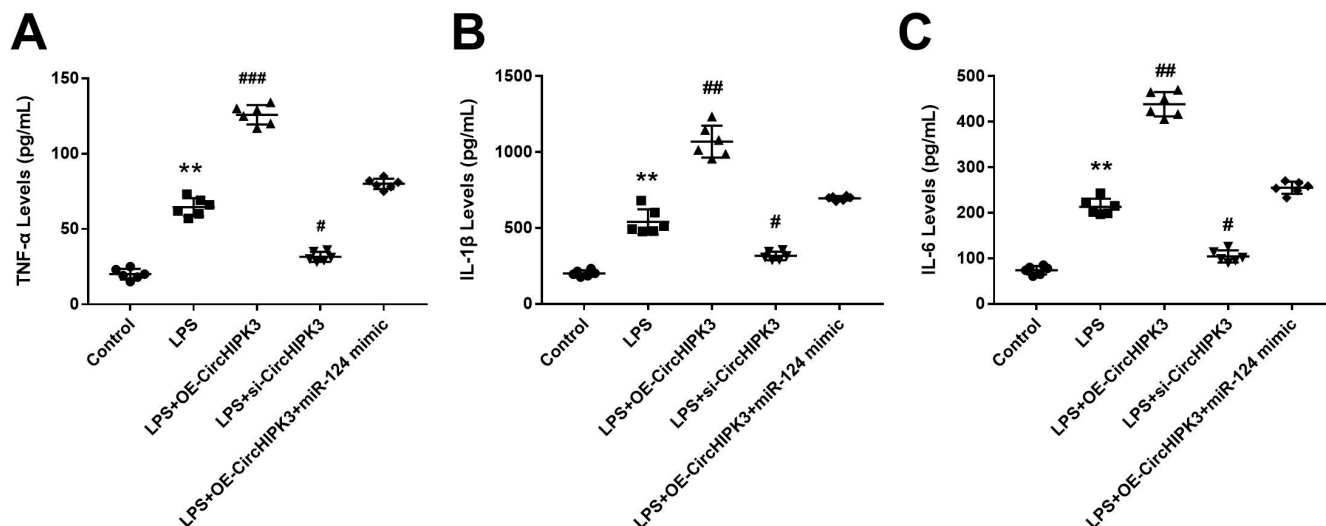 A
TNF-α Levels (pg/mL)
150
100
50
0
**
###
#
Control
LPS
LPS+OE-CircHIPK3
LPS+si-CircHIPK3
LPS+OE-CircHIPK3+miR-124 mimic
B
IL-1β Levels (pg/mL)
1500
1000
500
0
**
##
#
Control
LPS
LPS+OE-CircHIPK3
LPS+si-CircHIPK3
LPS+OE-CircHIPK3+miR-124 mimic
C
IL-6 Levels (pg/mL)
500
400
300
200
100
0
**
##
#
Control
LPS
LPS+OE-CircHIPK3
LPS+si-CircHIPK3
LPS+OE-CircHIPK3+miR-124 mimic